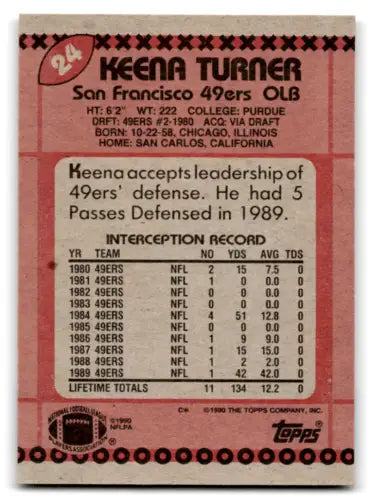 24
KEENA TURNER
San Francisco 49ers OLB
HT: 6'2" WT: 222 COLLEGE: PURDUE
DRFT: 49ERS #2-1980 ACQ: VIA DRAFT
BORN: 10-22-58, CHICAGO, ILLINOIS
HOME: SAN CARLOS, CALIFORNIA
Keena accepts leadership of
49ers' defense. He had 5
Passes Defensed in 1989.
INTERCEPTION RECORD
YR TEAM NO YDS AVG TDS
1980 49ERS NFL 2 15 7.5 0
1981 49ERS NFL 1 0 0.0 0
1982 49ERS NFL 0 0 0.0 0
1983 49ERS NFL 0 0 0.0 0
1984 49ERS NFL 4 51 12.8 0
1985 49ERS NFL 0 0 0.0 0
1986 49ERS NFL 1 9 9.0 0
1987 49ERS NFL 1 15 15.0 0
1988 49ERS NFL 1 2 2.0 0
1989 49ERS NFL 1 42 42.0 0
LIFETIME TOTALS 11 134 12.2 0
C* ©1990 THE TOPPS COMPANY, INC.
NATIONAL FOOTBALL LEAGUE
PLAYERS ASSOCIATION
©1990
NFLPA
Topps